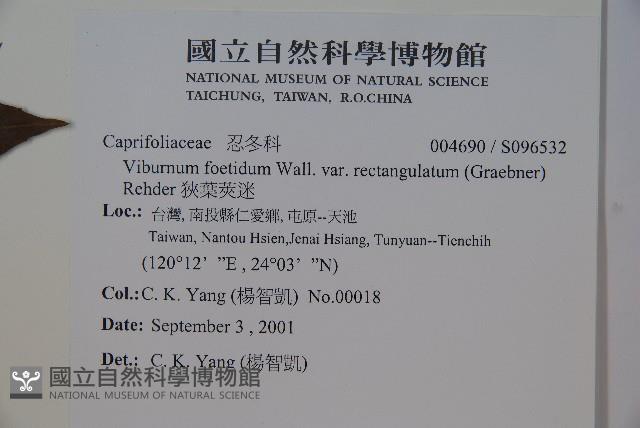 國立自然科學博物館
NATIONAL MUSEUM OF NATURAL SCIENCE
TAICHUNG, TAIWAN, R.O.CHINA
Caprifoliaceae 忍冬科 004690 / S096532
Viburnum foetidum Wall. var. rectangulatum (Graebner)
Rehder 狹葉莢迷
Loc.: 台灣, 南投縣仁愛鄉, 屯原--天池
Taiwan, Nantou Hsien,Jenai Hsiang, Tunyuan--Tienchih
(120°12’ ”E , 24°03’ ”N)
Col.: C. K. Yang (楊智凱) No.00018
Date: September 3 , 2001
Det.: C. K. Yang (楊智凱)
國立自然科學博物館
NATIONAL MUSEUM OF NATURAL SCIENCE